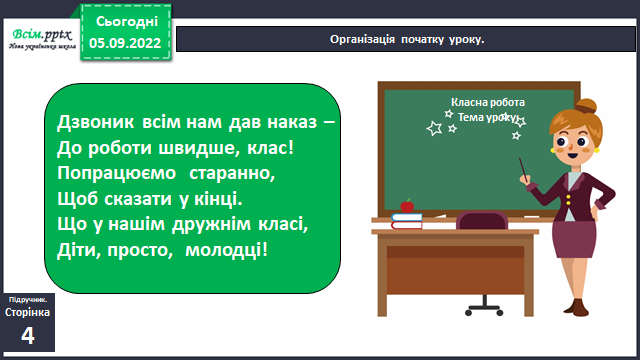 Всім.pptx
Нова українська школа
Сьогодні
05.09.2022
Організація початку уроку.
Дзвоник всім нам дав наказ –
До роботи швидше, клас!
Попрацюємо старанно,
Щоб сказати у кінці.
Що у нашім дружнім класі,
Діти, просто, молодці!
Класна робота
Тема уроку:
Підручник.
Сторінка
4